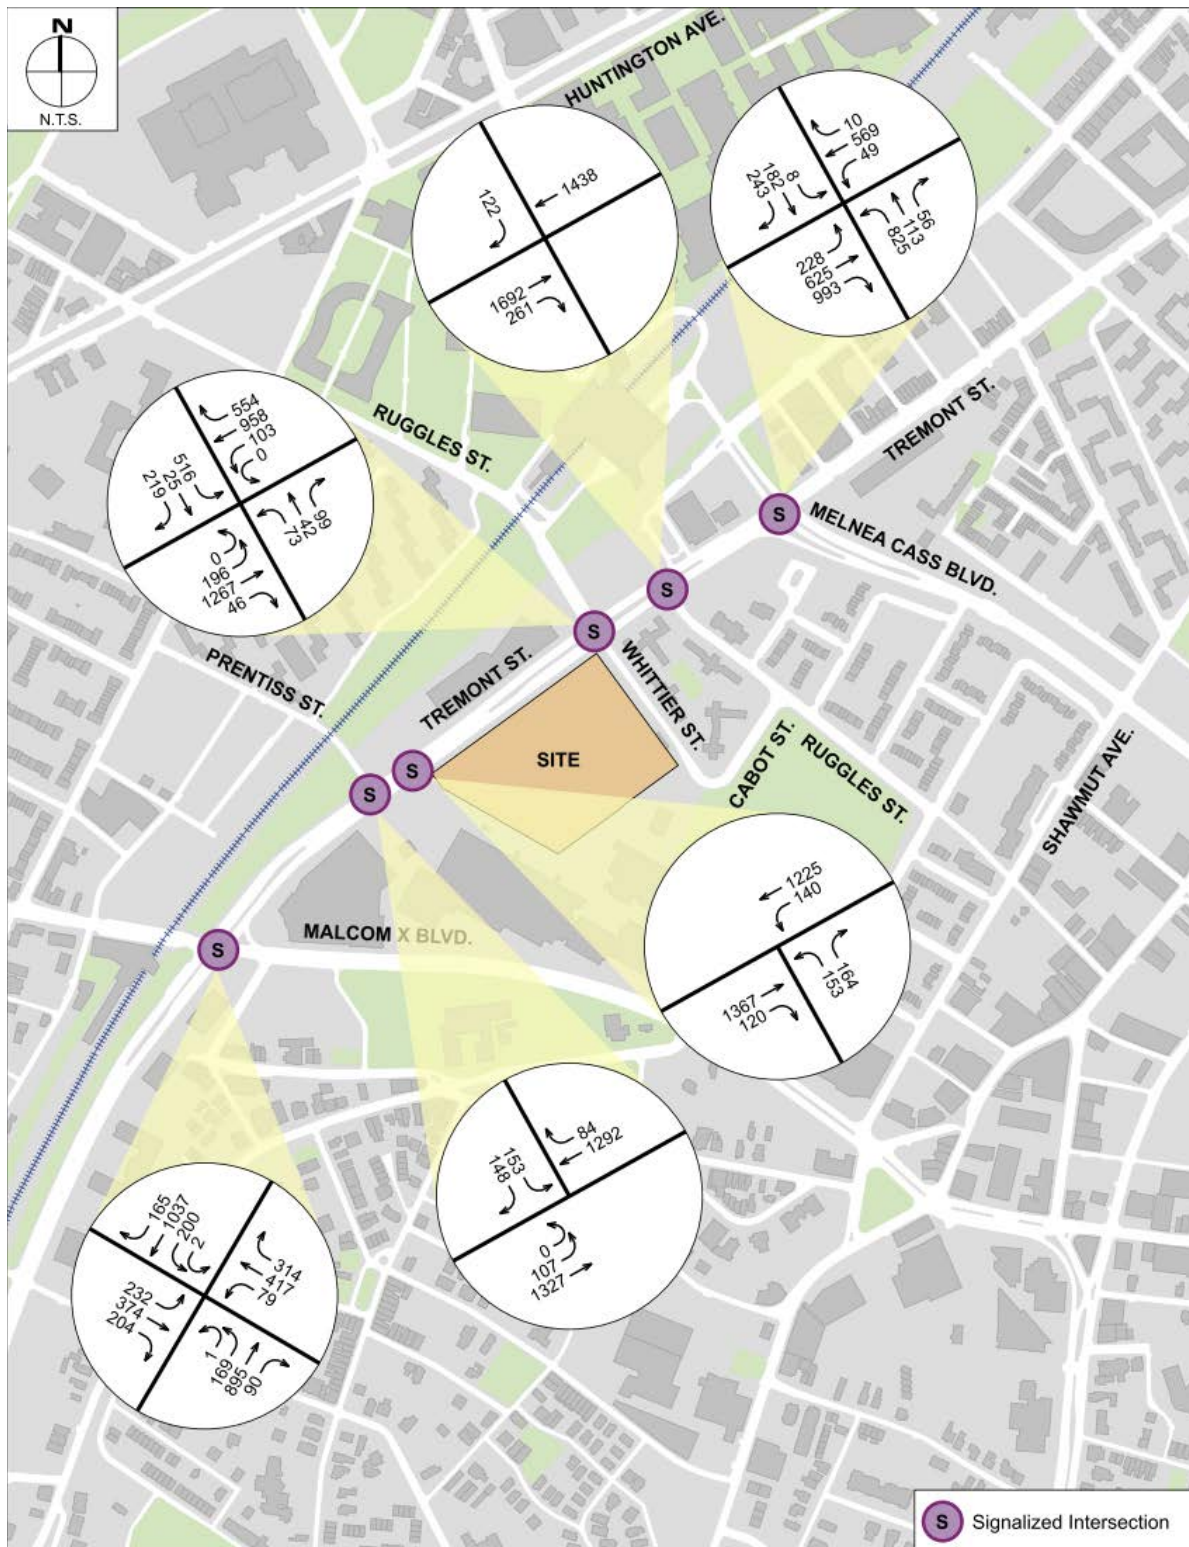 N
N.T.S.
HUNTINGTON AVE.
10
569
49
8
182
243
56
113
825
228
625
993
1438
122
1692
261
RUGGLES ST.
TREMONT ST.
MELNEA CASS BLVD.
554
958
103
0
516
25
219
99
42
73
0
196
1267
46
PRENTISS ST.
TREMONT ST.
WHITTIER ST.
SITE
CABOT ST.
RUGGLES ST.
SHAWMUT AVE.
S
S
S
S
S
S
MALCOM X BLVD.
1225
140
164
153
1367
120
84
1292
153
148
0
107
1327
165
1037
200
2
314
417
79
232
374
204
1
169
895
90
S Signalized Intersection